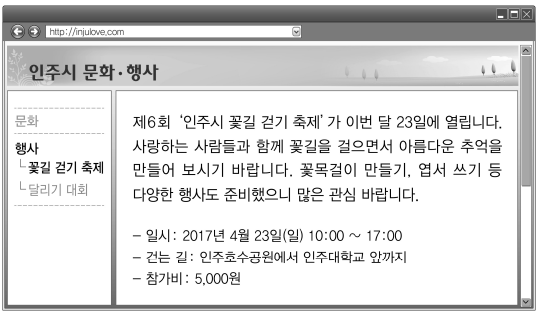 http://injulove.com
인주시 문화·행사
문화
행사
꽃길 걷기 축제
달리기 대회
제6회 ‘인주시 꽃길 걷기 축제’가 이번 달 23일에 열립니다.
사랑하는 사람들과 함께 꽃길을 걸으면서 아름다운 추억을
만들어 보시기 바랍니다. 꽃목걸이 만들기, 엽서 쓰기 등
다양한 행사도 준비했으니 많은 관심 바랍니다.
- 일시: 2017년 4월 23일(일) 10:00 ~ 17:00
- 걷는 길: 인주호수공원에서 인주대학교 앞까지
- 참가비: 5,000원